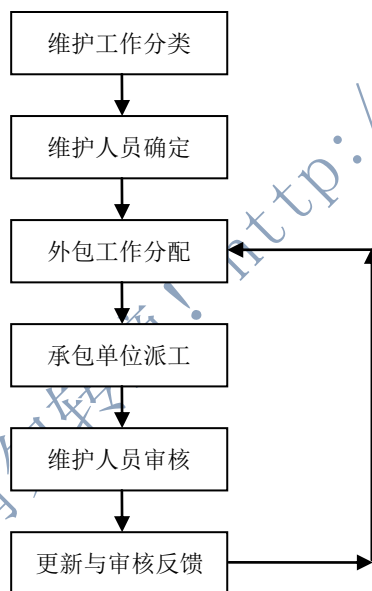 维护工作分类
维护人员确定
外包工作分配
承包单位派工
维护人员审核
更新与审核反馈
! http:/